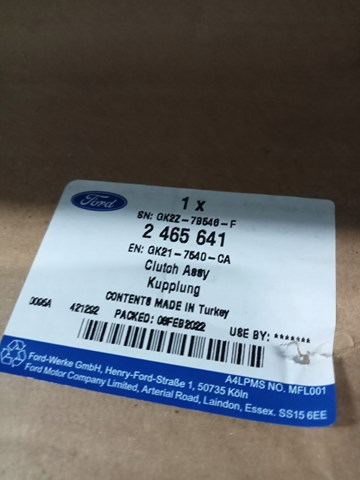 Ford
1 x
SN: GK2Z-7B546-F
2 465 641
EN: GK21-7540-CA
Clutch Assy
Kupplung
CONTENTS MADE IN Turkey
0095A 421202 PACKED: 08FEB2022 USE BY: *******
A4LPMS NO. MFL001
Ford-Werke GmbH, Henry-Ford-Straße 1, 50735 Köln
Ford Motor Company Limited, Arterial Road, Laindon, Essex. SS15 6EE